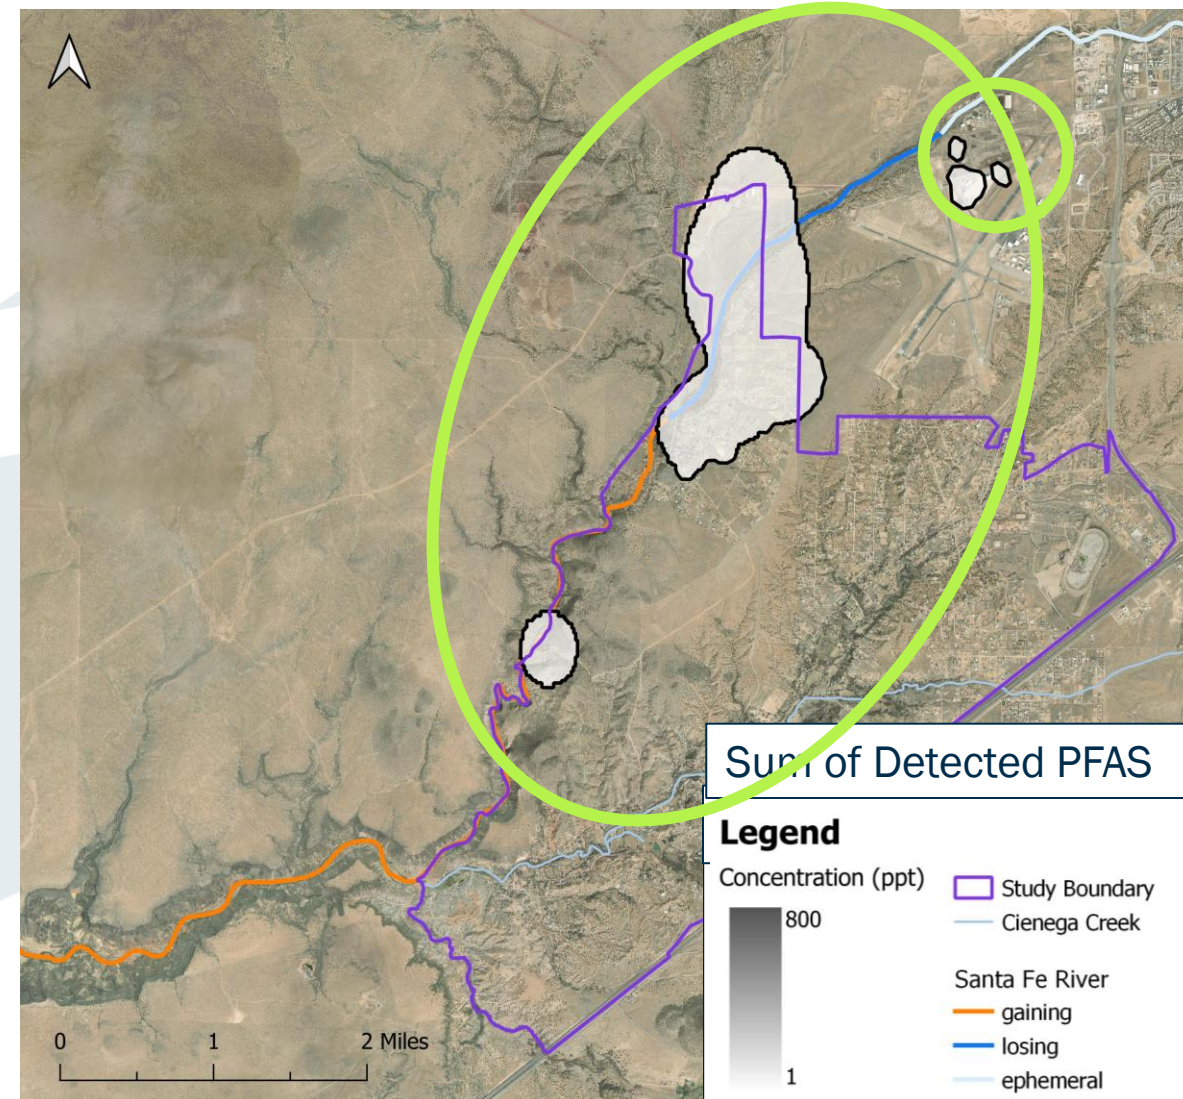 Sum of Detected PFAS
Legend
Concentration (ppt)
800
1
Study Boundary
Cienega Creek
Santa Fe River
gaining
losing
ephemeral
0 1 2 Miles